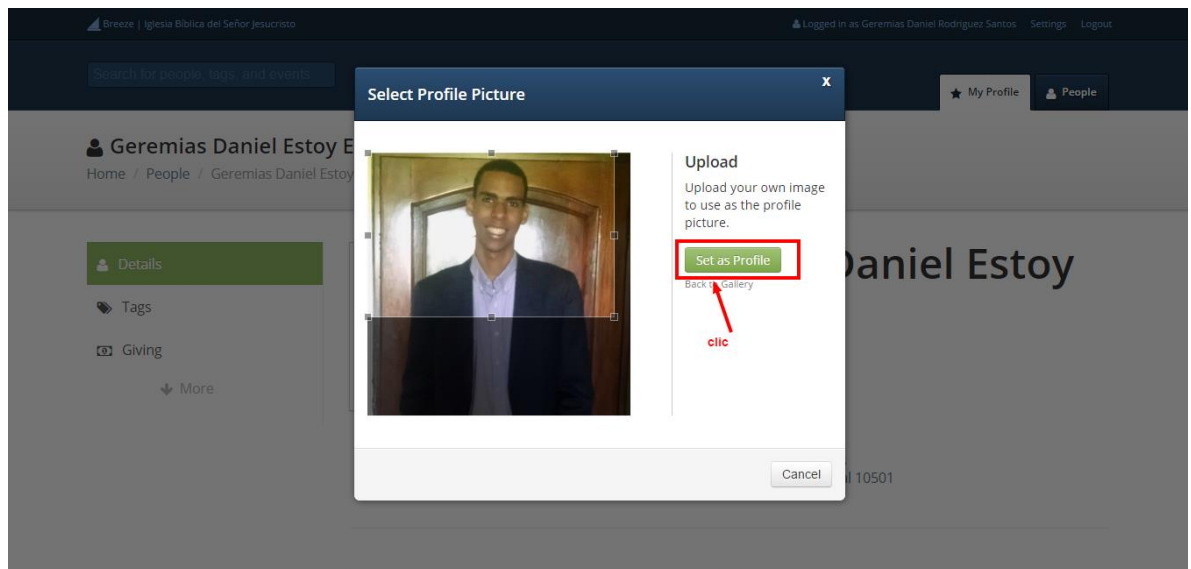 Breeze | Iglesia Bíblica del Señor Jesucristo
Logged in as Geremias Daniel Rodriguez Santos Settings Logout
Search for people, tags, and events
My Profile People
Select Profile Picture x
Geremias Daniel Estoy E
Home / People / Geremias Daniel Estoy
Upload
Upload your own image
to use as the profile
picture.
Set as Profile
Back to Gallery
clic
Daniel Estoy
Details
Tags
Giving
More
Cancel
10501